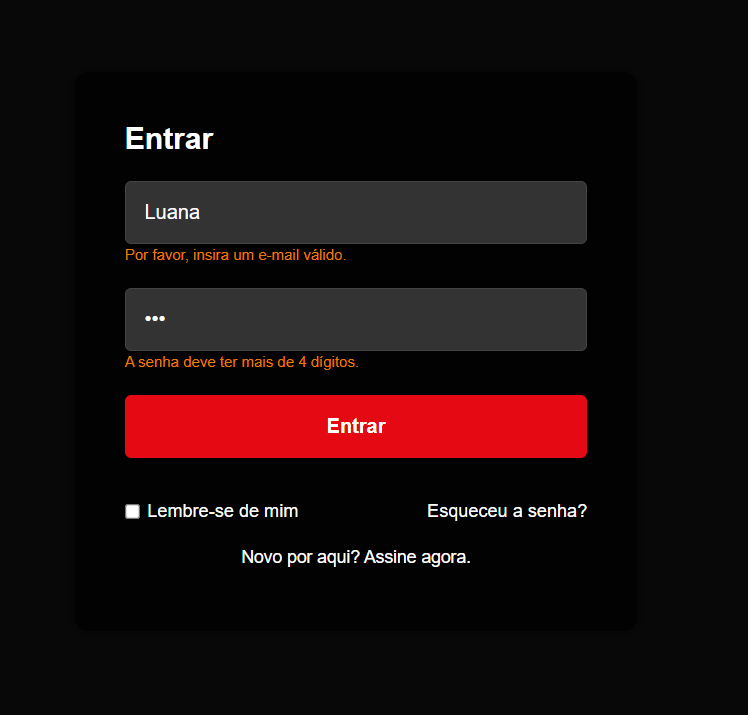 Entrar
Luana
Por favor, insira um e-mail válido.
•••
A senha deve ter mais de 4 dígitos.
Entrar
Lembre-se de mim
Esqueceu a senha?
Novo por aqui? Assine agora.